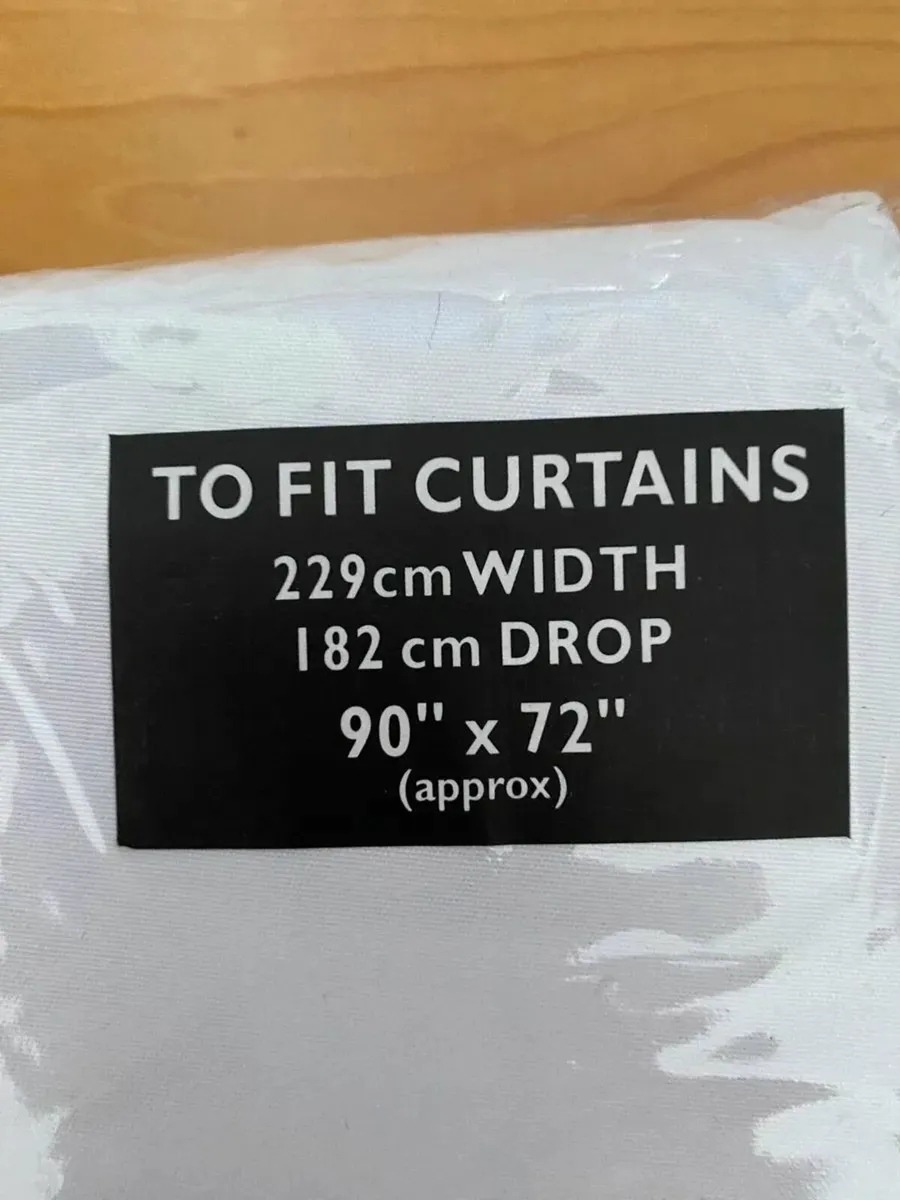 TO FIT CURTAINS
229cm WIDTH
182 cm DROP
90" x 72"
(approx)